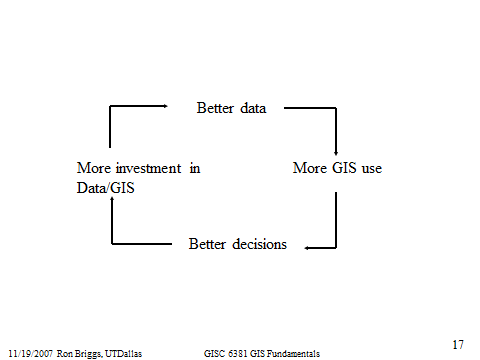 Better data
More investment in
Data/GIS
More GIS use
Better decisions
11/19/2007 Ron Briggs, UTDallas
GISC 6381 GIS Fundamentals
17